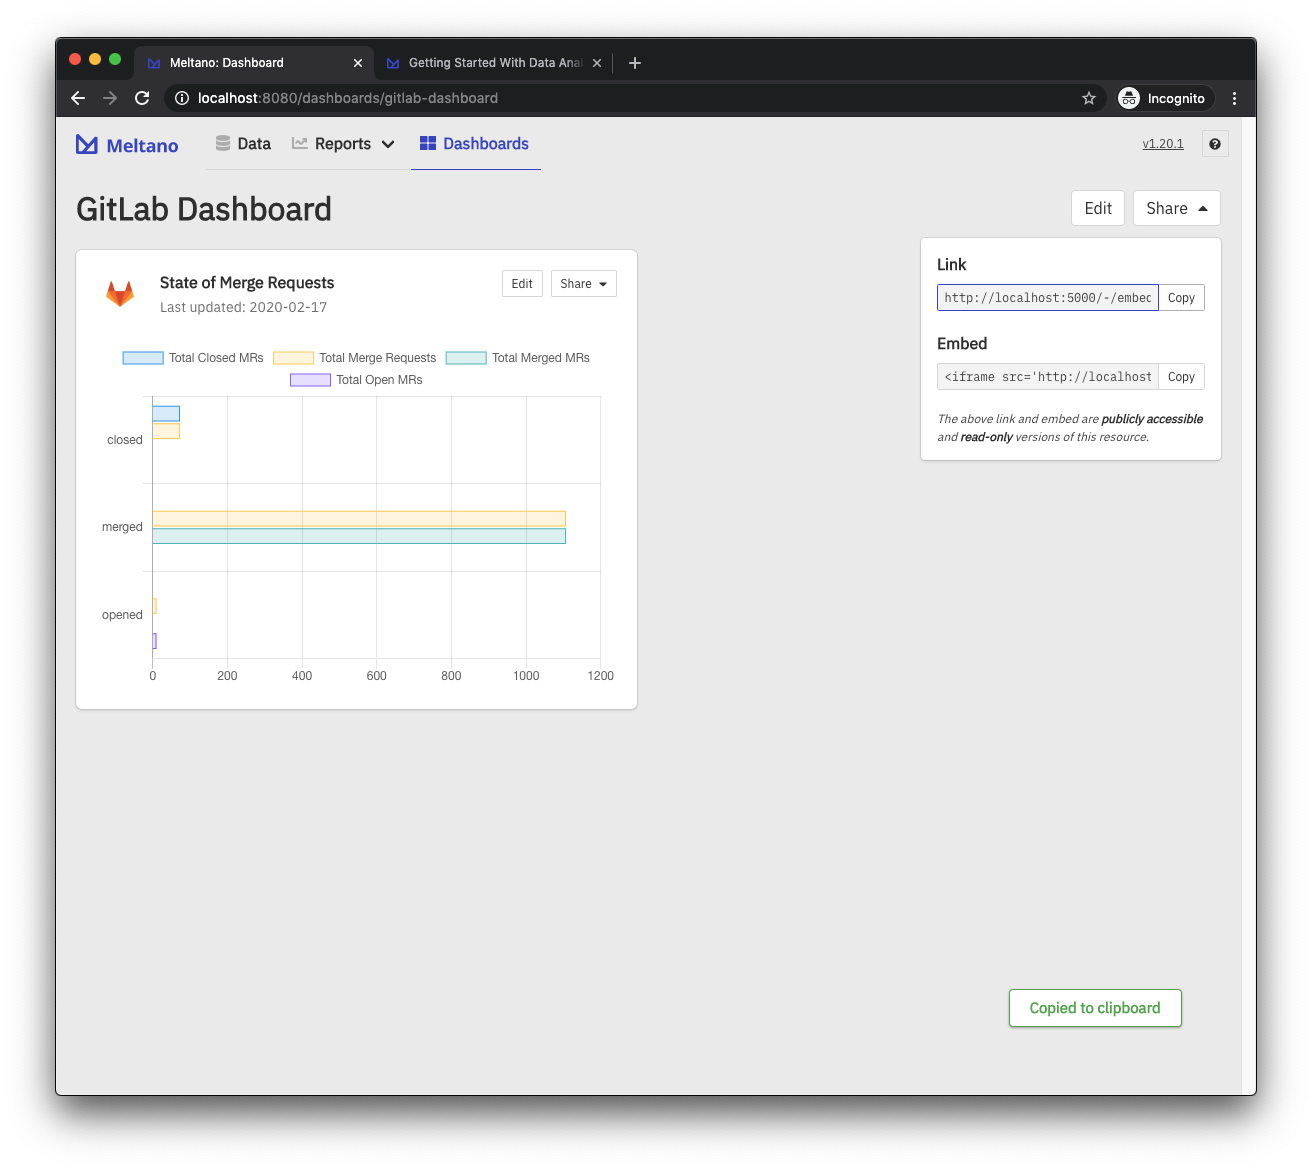 Meltano: Dashboard
Getting Started With Data Anal
localhost:8080/dashboards/gitlab-dashboard
Incognito
Meltano
Data
Reports
Dashboards
v1.20.1
GitLab Dashboard
Edit
Share
State of Merge Requests
Last updated: 2020-02-17
Edit
Share
Total Closed MRs
Total Merge Requests
Total Merged MRs
Total Open MRs
closed
merged
opened
0 200 400 600 800 1000 1200
Link
http://localhost:5000/-/embed
Copy
Embed
<iframe src='http://localhost
Copy
The above link and embed are publicly accessible
and read-only versions of this resource.
Copied to clipboard